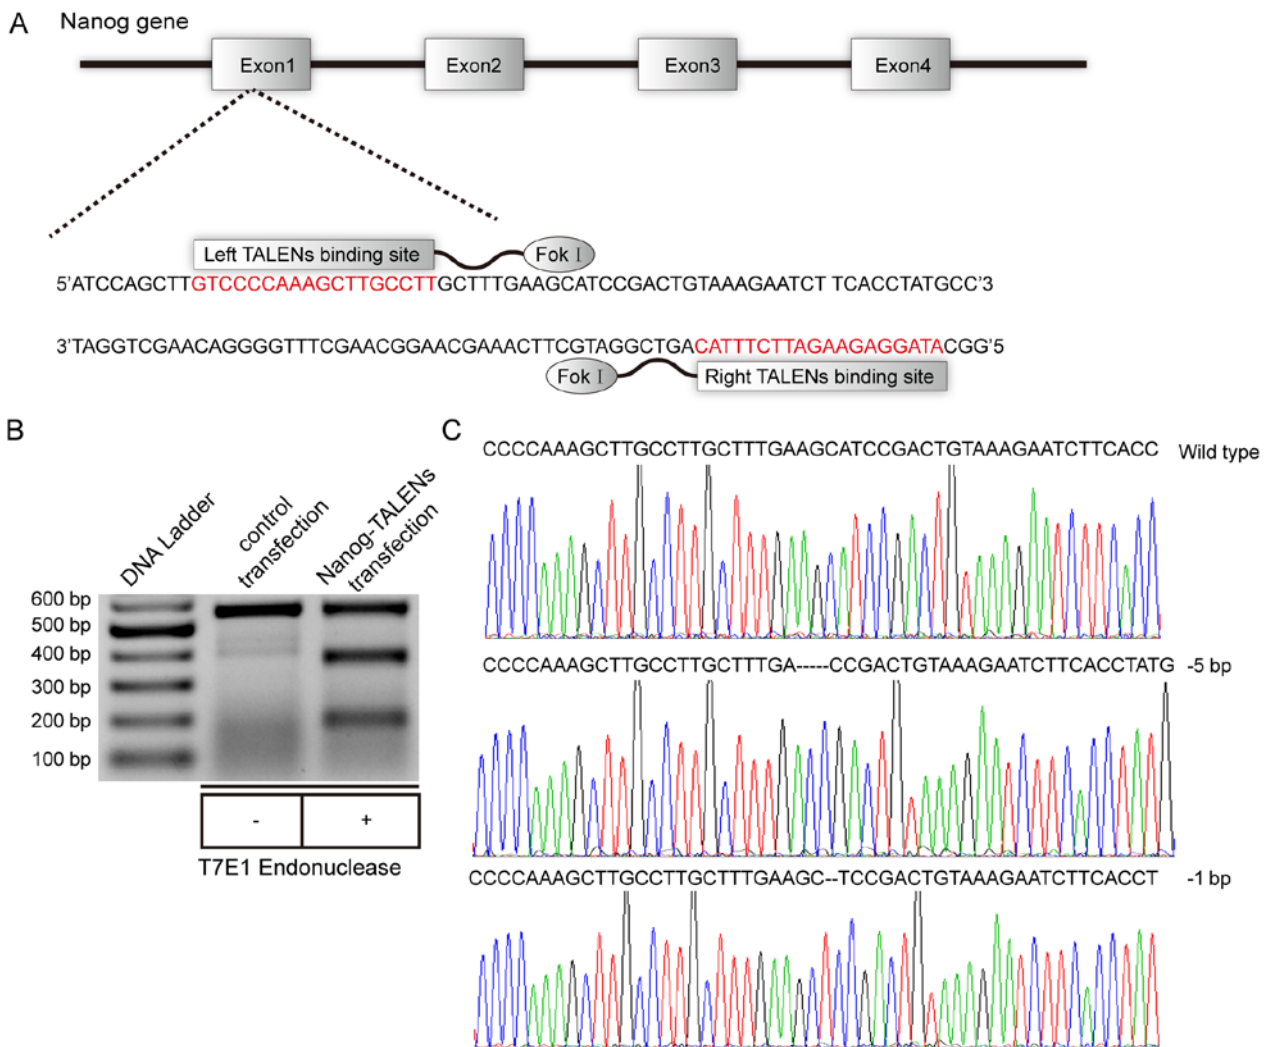 A
Nanog gene
Exon1 Exon2 Exon3 Exon4
Left TALENs binding site Fok I
5'ATCCAGCTTGTCCCCAAAGCTTGCCTTGCTTTGAAGCATCCGACTGTAAAGAATCT TCACCTATGCC'3
3'TAGGTCGAACAGGGGTTTCGAACGGAACGAAACTTCGTAGGCTGACATTTCTTAGAAGAGGATACGG'5
Fok I Right TALENs binding site
B
DNA Ladder
control
transfection
Nanog-TALENs
transfection
600 bp
500 bp
400 bp
300 bp
200 bp
100 bp
- +
T7E1 Endonuclease
C
CCCCAAAGCTTGCCTTGCTTTGAAGCATCCGACTGTAAAGAATCTTCACC Wild type
CCCCAAAGCTTGCCTTGCTTTGA-----CCGACTGTAAAGAATCTTCACCTATG -5 bp
CCCCAAAGCTTGCCTTGCTTTGAAGC--TCCGACTGTAAAGAATCTTCACCT -1 bp